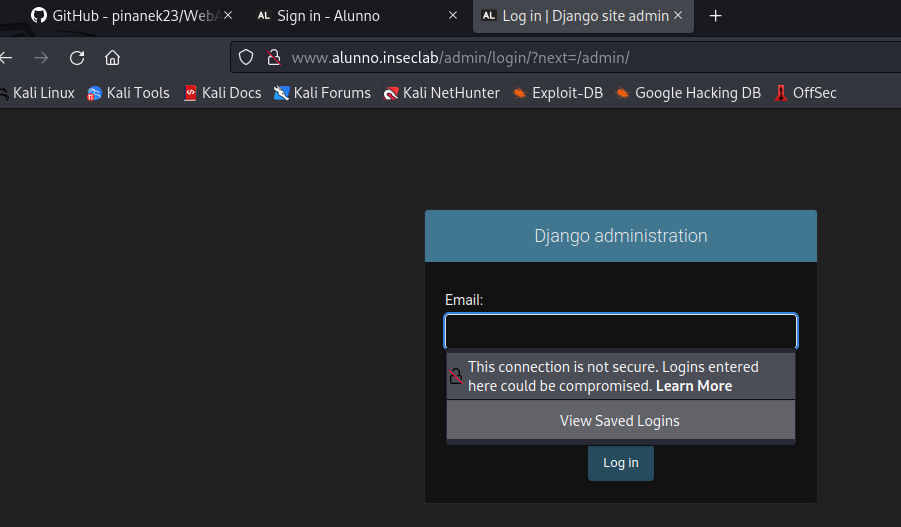 GitHub - pinanek23/WebA
AL Sign in - Alunno
AL Log in | Django site admin
www.alunno.inseclab/admin/login/?next=/admin/
Kali Linux Kali Tools Kali Docs Kali Forums Kali NetHunter Exploit-DB Google Hacking DB OffSec
Django administration
Email:
This connection is not secure. Logins entered
here could be compromised. Learn More
View Saved Logins
Log in